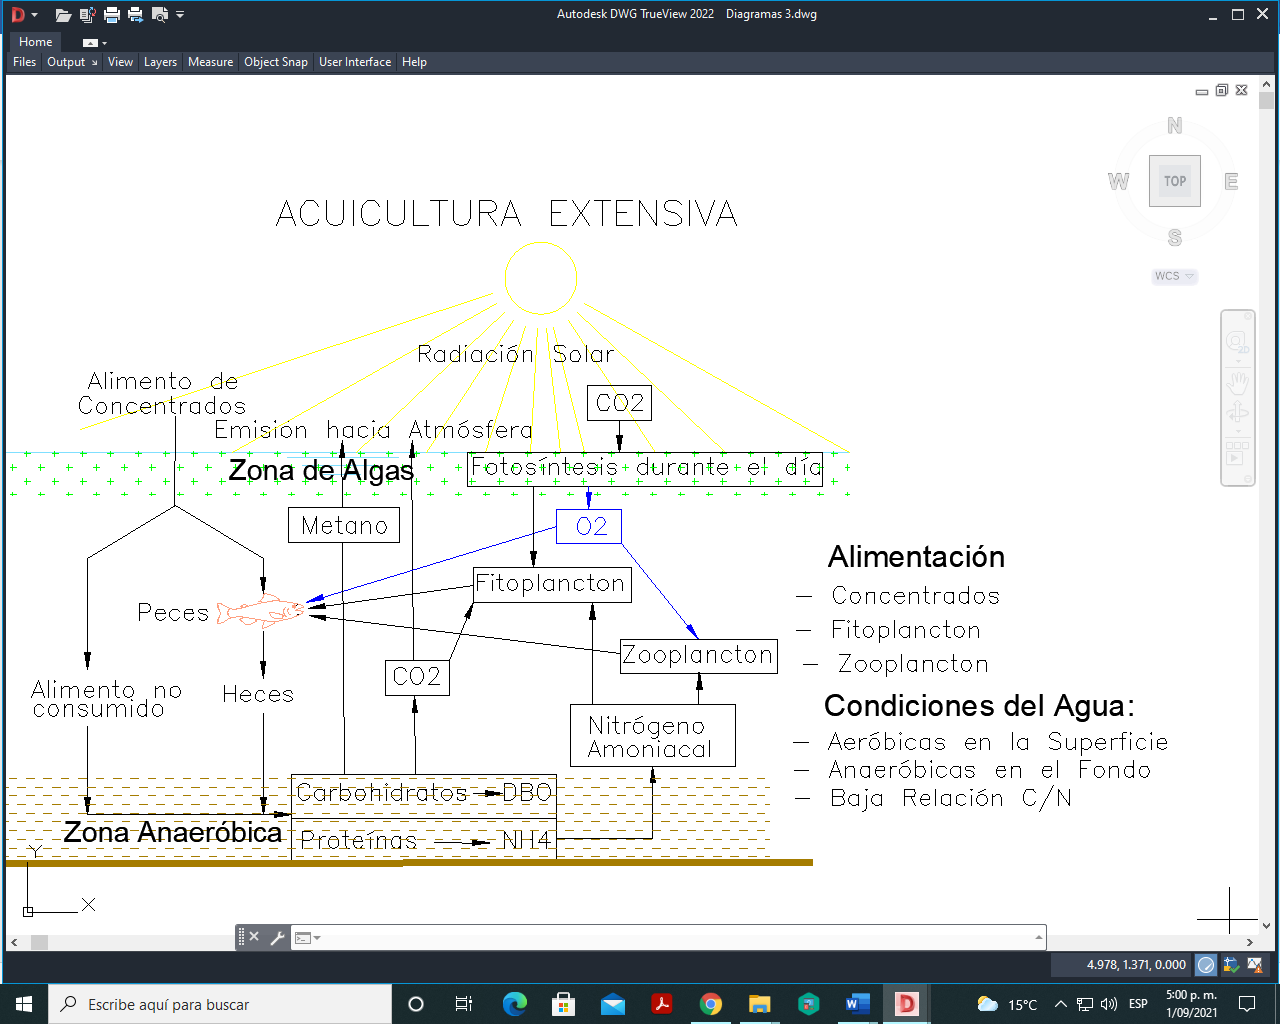 Autodesk DWG TrueView 2022 Diagramas 3.dwg
Home
Files Output View Layers Measure Object Snap User Interface Help
N
W TOP E
S
WCS
ACUICULTURA EXTENSIVA
Radiación Solar
Alimento de
Concentrados
CO2
Emisión hacia Atmósfera
Zona de Algas
Fotosíntesis durante el día
Metano
O2
Alimentación
Fitoplancton
– Concentrados
Peces
– Fitoplancton
Zooplancton
– Zooplancton
CO2
Alimento no
consumido
Heces
Condiciones del Agua:
Nitrógeno
Amoniacal
– Aeróbicas en la Superficie
– Anaeróbicas en el Fondo
– Baja Relación C/N
Carbohidratos DBO
Zona Anaeróbica
Proteínas NH4
Y
X
4.978, 1.371, 0.000
Escribe aquí para buscar
15°C
ESP
5:00 p. m.
1/09/2021